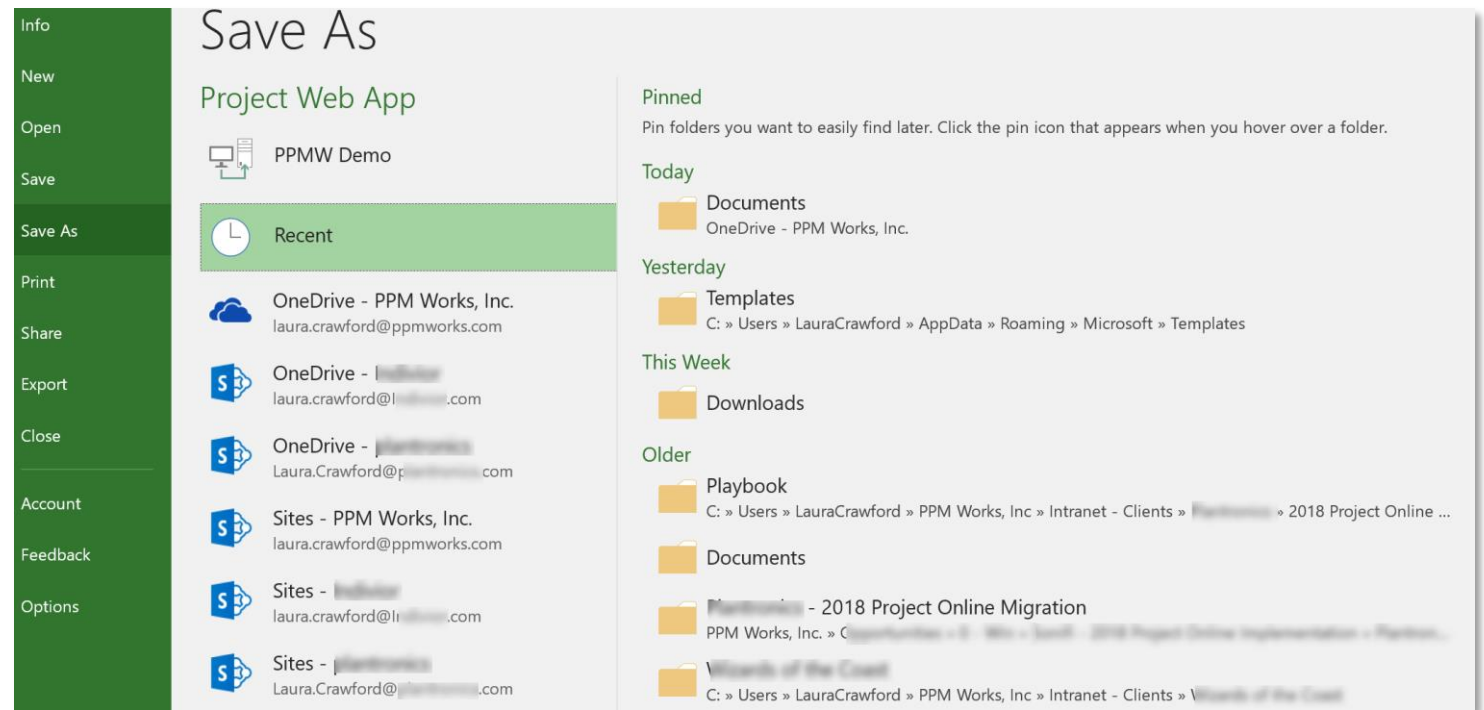 Info
New
Open
Save
Save As
Print
Share
Export
Close
Account
Feedback
Options
Save As
Project Web App
PPMW Demo
Recent
OneDrive - PPM Works, Inc.
laura.crawford@ppmworks.com
OneDrive -
laura.crawford@ .com
OneDrive -
Laura.Crawford@ com
Sites - PPM Works, Inc.
laura.crawford@ppmworks.com
Sites -
laura.crawford@ .com
Sites -
Laura.Crawford@ .com
Pinned
Pin folders you want to easily find later. Click the pin icon that appears when you hover over a folder.
Today
Documents
OneDrive - PPM Works, Inc.
Yesterday
Templates
C: » Users » LauraCrawford » AppData » Roaming » Microsoft » Templates
This Week
Downloads
Older
Playbook
C: » Users » LauraCrawford » PPM Works, Inc » Intranet - Clients » » 2018 Project Online ...
Documents
- 2018 Project Online Migration
PPM Works, Inc. »
C: » Users » LauraCrawford » PPM Works, Inc » Intranet - Clients »